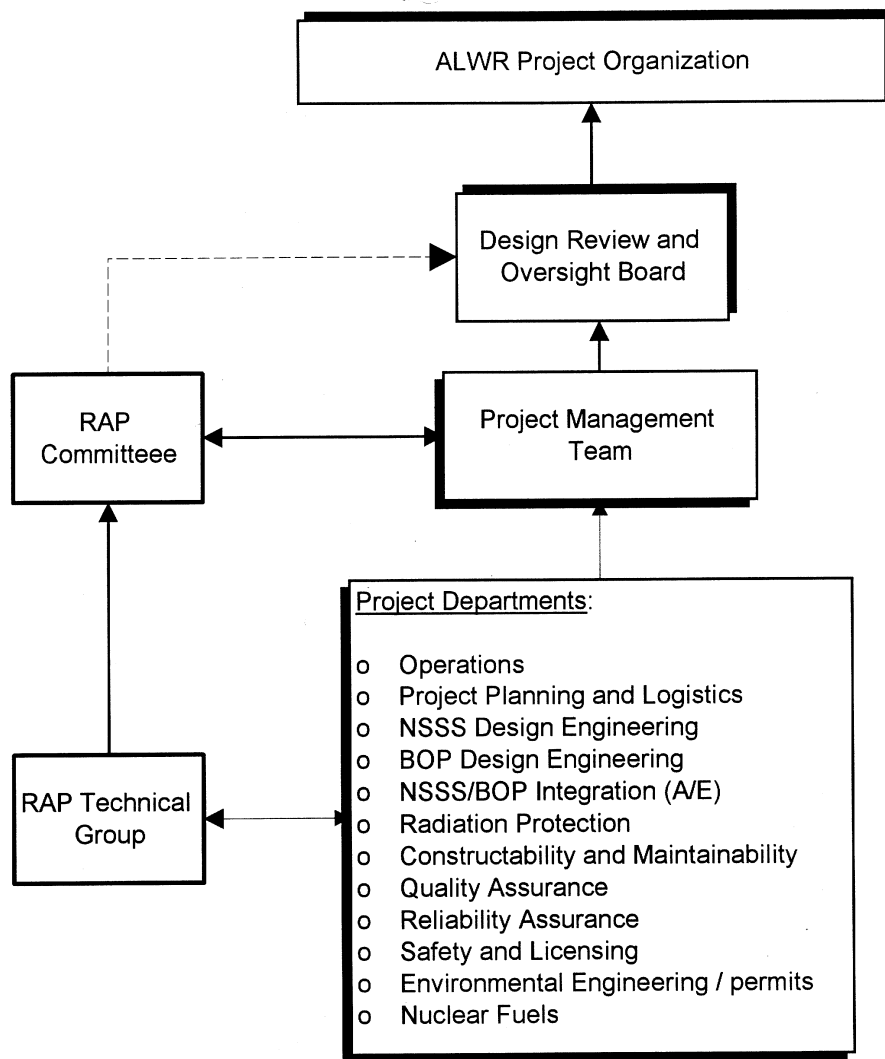 ALWR Project Organization
Design Review and
Oversight Board
RAP
Committeee
Project Management
Team
Project Departments:
o Operations
o Project Planning and Logistics
o NSSS Design Engineering
o BOP Design Engineering
o NSSS/BOP Integration (A/E)
o Radiation Protection
o Constructability and Maintainability
o Quality Assurance
o Reliability Assurance
o Safety and Licensing
o Environmental Engineering / permits
o Nuclear Fuels
RAP Technical
Group